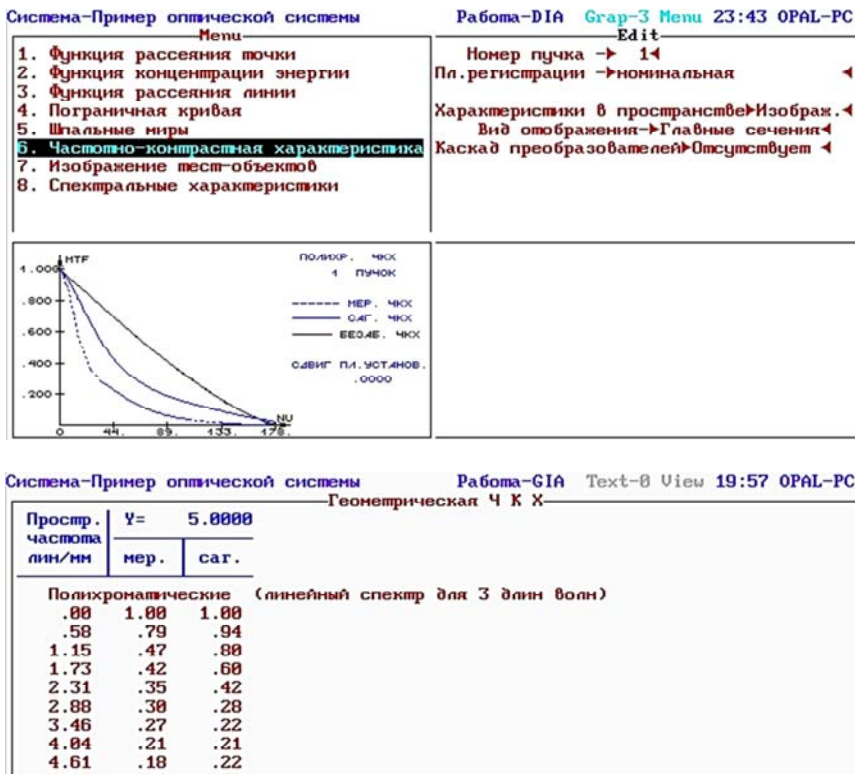 Система-Пример оптической системы Работа-DIA Grap-3 Menu 23:43 OPAL-PC
Menu
1. Функция рассеяния точки
2. Функция концентрации энергии
3. Функция рассеяния линии
4. Пограничная кривая
5. Шпальные миры
6. Частотно-контрастная характеристика
7. Изображение тест-объектов
8. Спектральные характеристики
Edit
Номер пучка -> 1
Пл.регистрации ->номинальная
Характеристики в пространстве Изображ.
Вид отображения->Главные сечения
Каскад преобразователей Отсутствует
MTF
1.000
.800
.600
.400
.200
0 44. 89. 133. 178.
NU
ПОЛИХР. ЧКХ
1 ПУЧОК
------ МЕР. ЧКХ
—— САГ. ЧКХ
—— БЕЗАБ. ЧКХ
СДВИГ ПЛ.УСТАНОВ.
.0000
Система-Пример оптической системы Работа-GIA Text-0 View 19:57 OPAL-PC
Геометрическая Ч К Х
Простр. частота лин/мм
Y= 5.0000
мер. саг.
Полихроматические (линейный спектр для 3 длин волн)
.00 1.00 1.00
.58 .79 .94
1.15 .47 .80
1.73 .42 .60
2.31 .35 .42
2.88 .30 .28
3.46 .27 .22
4.04 .21 .21
4.61 .18 .22